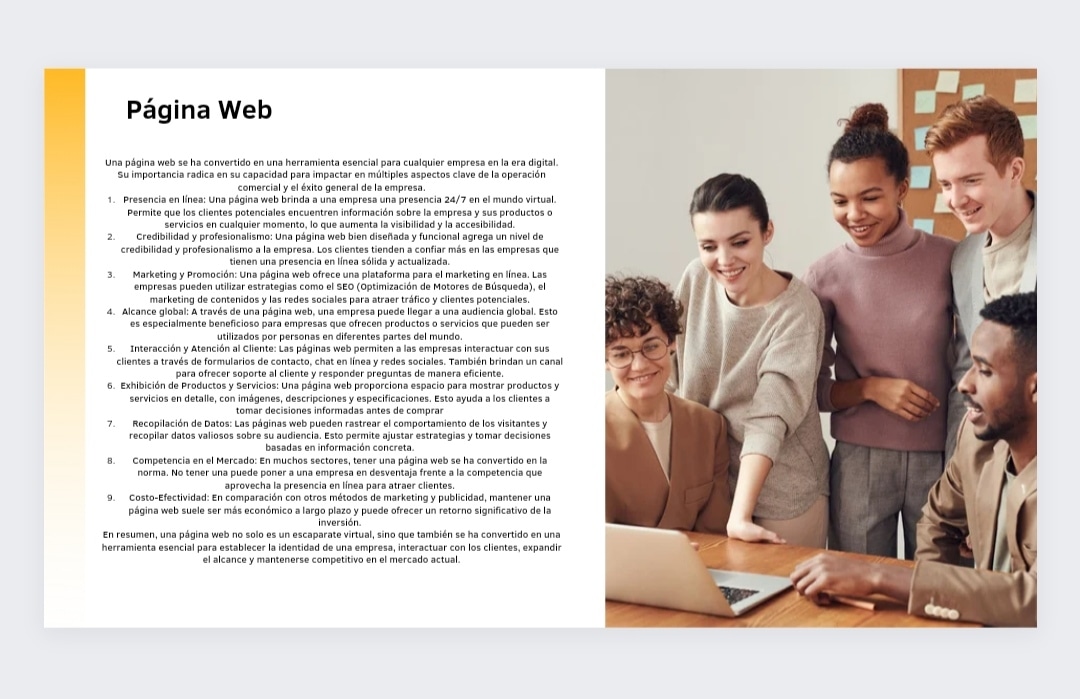 Página Web
Una página web se ha convertido en una herramienta esencial para cualquier empresa en la era digital.
Su importancia radica en su capacidad para impactar en múltiples aspectos clave de la operación
comercial y el éxito general de la empresa.
1. Presencia en línea: Una página web brinda a una empresa una presencia 24/7 en el mundo virtual.
Permite que los clientes potenciales encuentren información sobre la empresa y sus productos o
servicios en cualquier momento, lo que aumenta la visibilidad y la accesibilidad.
2. Credibilidad y profesionalismo: Una página web bien diseñada y funcional agrega un nivel de
credibilidad y profesionalismo a la empresa. Los clientes tienden a confiar más en las empresas que
tienen una presencia en línea sólida y actualizada.
3. Marketing y Promoción: Una página web ofrece una plataforma para el marketing en línea. Las
empresas pueden utilizar estrategias como el SEO (Optimización de Motores de Búsqueda), el
marketing de contenidos y las redes sociales para atraer tráfico y clientes potenciales.
4. Alcance global: A través de una página web, una empresa puede llegar a una audiencia global. Esto
es especialmente beneficioso para empresas que ofrecen productos o servicios que pueden ser
utilizados por personas en diferentes partes del mundo.
5. Interacción y Atención al Cliente: Las páginas web permiten a las empresas interactuar con sus
clientes a través de formularios de contacto, chat en línea y redes sociales. También brindan un canal
para ofrecer soporte al cliente y responder preguntas de manera eficiente.
6. Exhibición de Productos y Servicios: Una página web proporciona espacio para mostrar productos y
servicios en detalle, con imágenes, descripciones y especificaciones. Esto ayuda a los clientes a
tomar decisiones informadas antes de comprar
7. Recopilación de Datos: Las páginas web pueden rastrear el comportamiento de los visitantes y
recopilar datos valiosos sobre su audiencia. Esto permite ajustar estrategias y tomar decisiones
basadas en información concreta.
8. Competencia en el Mercado: En muchos sectores, tener una página web se ha convertido en la
norma. No tener una puede poner a una empresa en desventaja frente a la competencia que
aprovecha la presencia en línea para atraer clientes.
9. Costo-Efectividad: En comparación con otros métodos de marketing y publicidad, mantener una
página web suele ser más económico a largo plazo y puede ofrecer un retorno significativo de la
inversión.
En resumen, una página web no solo es un escaparate virtual, sino que también se ha convertido en una
herramienta esencial para establecer la identidad de una empresa, interactuar con los clientes, expandir
el alcance y mantenerse competitivo en el mercado actual.